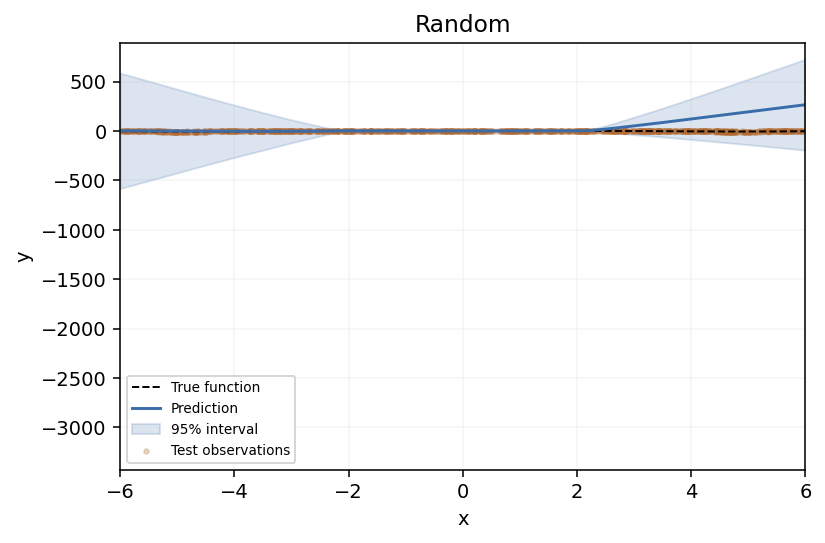 Random
500
0
−500
−1000
−1500
−2000
−2500
−3000
y
True function
Prediction
95% interval
Test observations
−6 −4 −2 0 2 4 6
x